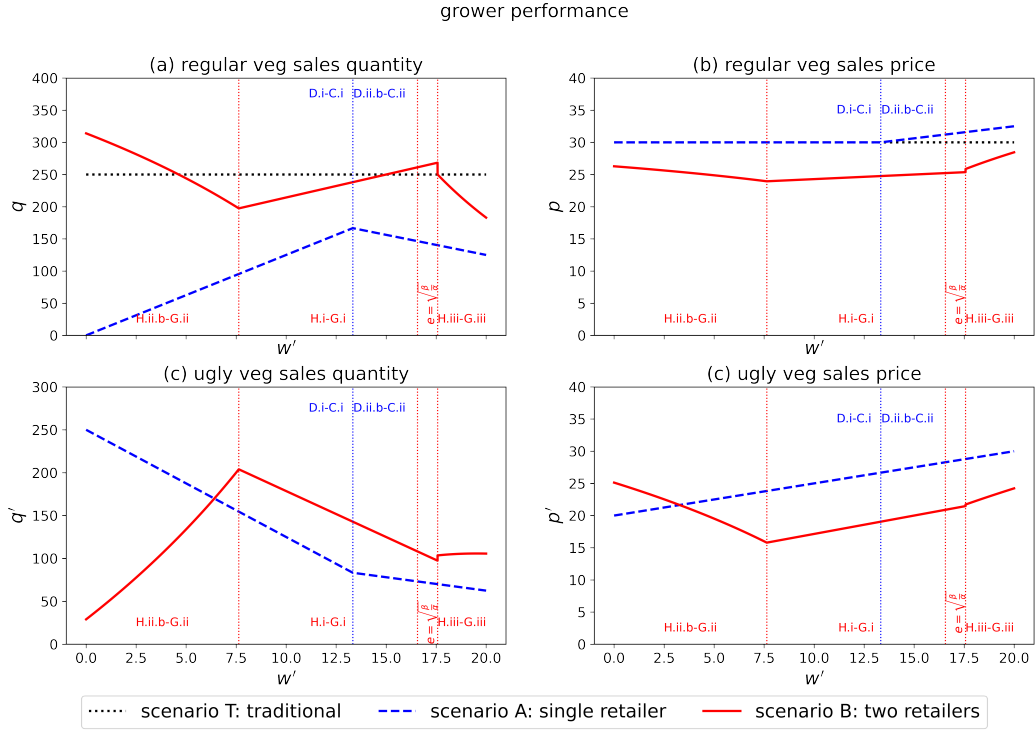 grower performance
(a) regular veg sales quantity
400
350
300
250
200
150
100
50
0
q
D.i-C.i
D.ii.b-C.ii
H.ii.b-G.ii
H.i-G.i
e = √β/α
H.iii-G.iii
w′
(b) regular veg sales price
40
35
30
25
20
15
10
5
0
p
D.i-C.i
D.ii.b-C.ii
H.ii.b-G.ii
H.i-G.i
e = √β/α
H.iii-G.iii
w′
(c) ugly veg sales quantity
300
250
200
150
100
50
0
q′
D.i-C.i
D.ii.b-C.ii
H.ii.b-G.ii
H.i-G.i
e = √β/α
H.iii-G.iii
0.0 2.5 5.0 7.5 10.0 12.5 15.0 17.5 20.0
w′
(c) ugly veg sales price
40
35
30
25
20
15
10
5
0
p′
D.i-C.i
D.ii.b-C.ii
H.ii.b-G.ii
H.i-G.i
e = √β/α
H.iii-G.iii
0.0 2.5 5.0 7.5 10.0 12.5 15.0 17.5 20.0
w′
scenario T: traditional
scenario A: single retailer
scenario B: two retailers